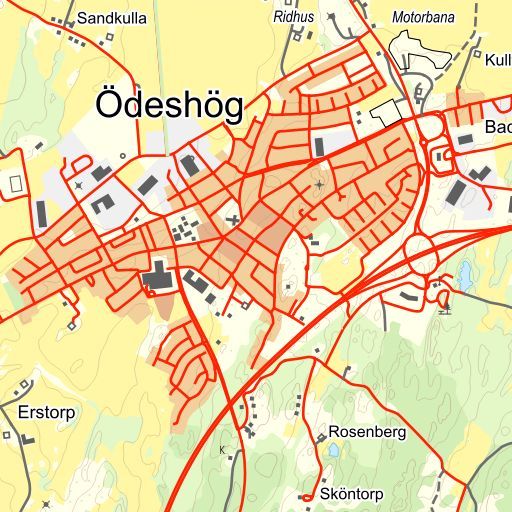 Sandkulla
Ridhus
Motorbana
Kull
Ödeshög
Bac
Erstorp
Rosenberg
K
Sköntorp